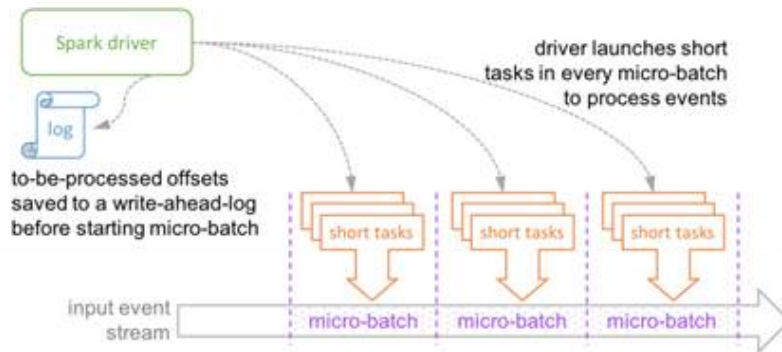 Spark driver
driver launches short
tasks in every micro-batch
to process events
log
to-be-processed offsets
saved to a write-ahead-log
before starting micro-batch
short tasks
short tasks
short tasks
input event
stream
micro-batch
micro-batch
micro-batch